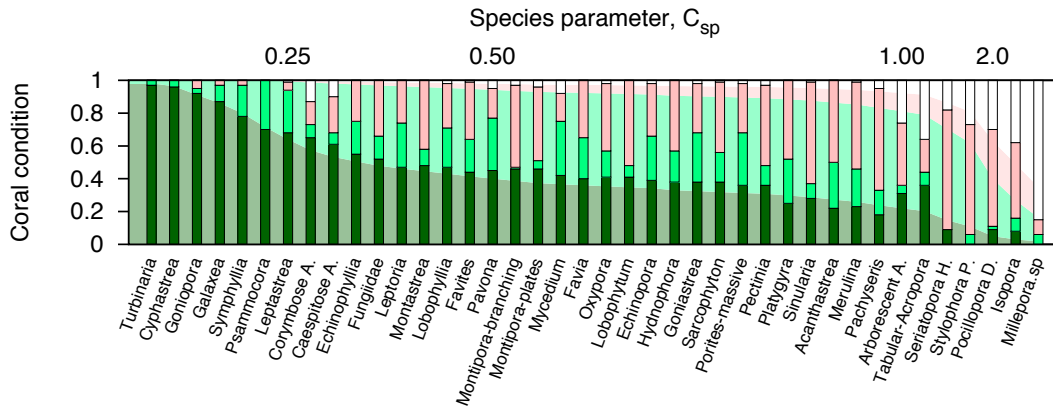 Species parameter, C_sp
0.25 0.50 1.00 2.0
Coral condition
1
0.8
0.6
0.4
0.2
0
Turbinaria
Cyphastrea
Goniopora
Galaxea
Symphyllia
Psammocora
Leptastrea
Corymbose A.
Caespitose A.
Echinophyllia
Fungiidae
Leptoria
Montastrea
Lobophyllia
Favites
Pavona
Montipora-branching
Montipora-plates
Mycedium
Favia
Oxypora
Lobophytum
Echinopora
Hydnophora
Goniastrea
Sarcophyton
Porites-massive
Pectinia
Platygyra
Sinularia
Acanthastrea
Merulina
Pachyseris
Arborescent A.
Tabular-Acropora
Seriatopora H.
Stylophora P.
Pocillopora D.
Isopora
Millepora.sp